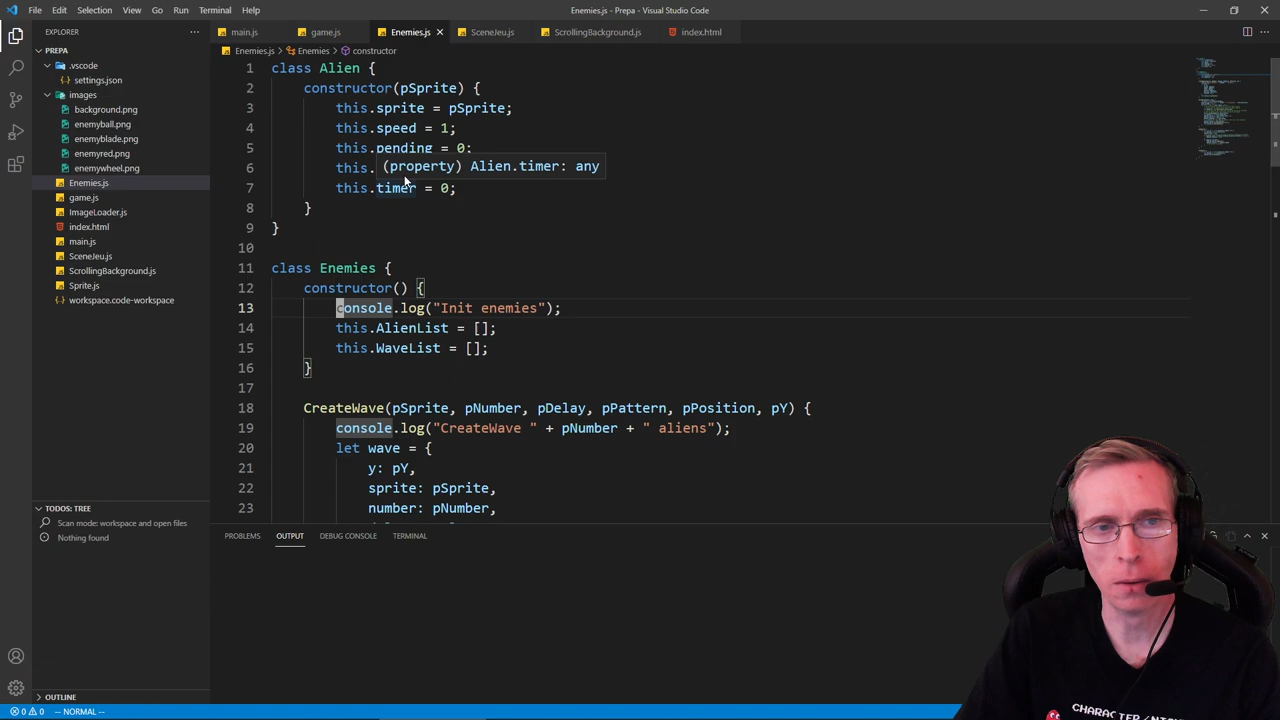 File Edit Selection View Go Run Terminal Help
Enemies.js - Prepa - Visual Studio Code
EXPLORER
main.js game.js Enemies.js SceneJeu.js ScrollingBackground.js index.html
PREPA
Enemies.js > Enemies > constructor
.vscode
settings.json
images
background.png
enemyball.png
enemyblade.png
enemyred.png
enemywheel.png
Enemies.js
game.js
ImageLoader.js
index.html
main.js
SceneJeu.js
ScrollingBackground.js
Sprite.js
workspace.code-workspace
1 class Alien {
2 constructor(pSprite) {
3 this.sprite = pSprite;
4 this.speed = 1;
5 this.pending = 0;
6 this.
(property) Alien.timer: any
7 this.timer = 0;
8 }
9 }
10
11 class Enemies {
12 constructor() {
13 console.log("Init enemies");
14 this.AlienList = [];
15 this.WaveList = [];
16 }
17
18 CreateWave(pSprite, pNumber, pDelay, pPattern, pPosition, pY) {
19 console.log("CreateWave " + pNumber + " aliens");
20 let wave = {
21 y: pY,
22 sprite: pSprite,
23 number: pNumber,
TODOS: TREE
Scan mode: workspace and open files
Nothing found
PROBLEMS OUTPUT DEBUG CONSOLE TERMINAL
OUTLINE
0 0 -- NORMAL --